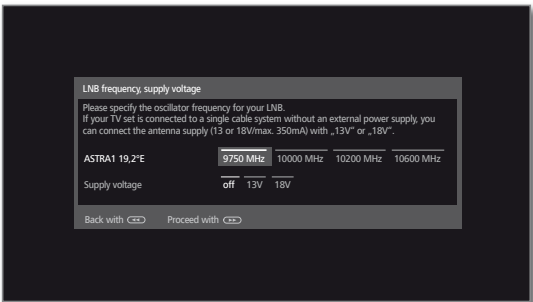 LNB frequency, supply voltage
Please specify the oscillator frequency for your LNB.
If your TV set is connected to a single cable system without an external power supply, you
can connect the antenna supply (13 or 18V/max. 350mA) with „13V" or „18V".
ASTRA1 19,2°E 9750 MHz 10000 MHz 10200 MHz 10600 MHz
Supply voltage off 13V 18V
Back with Proceed with